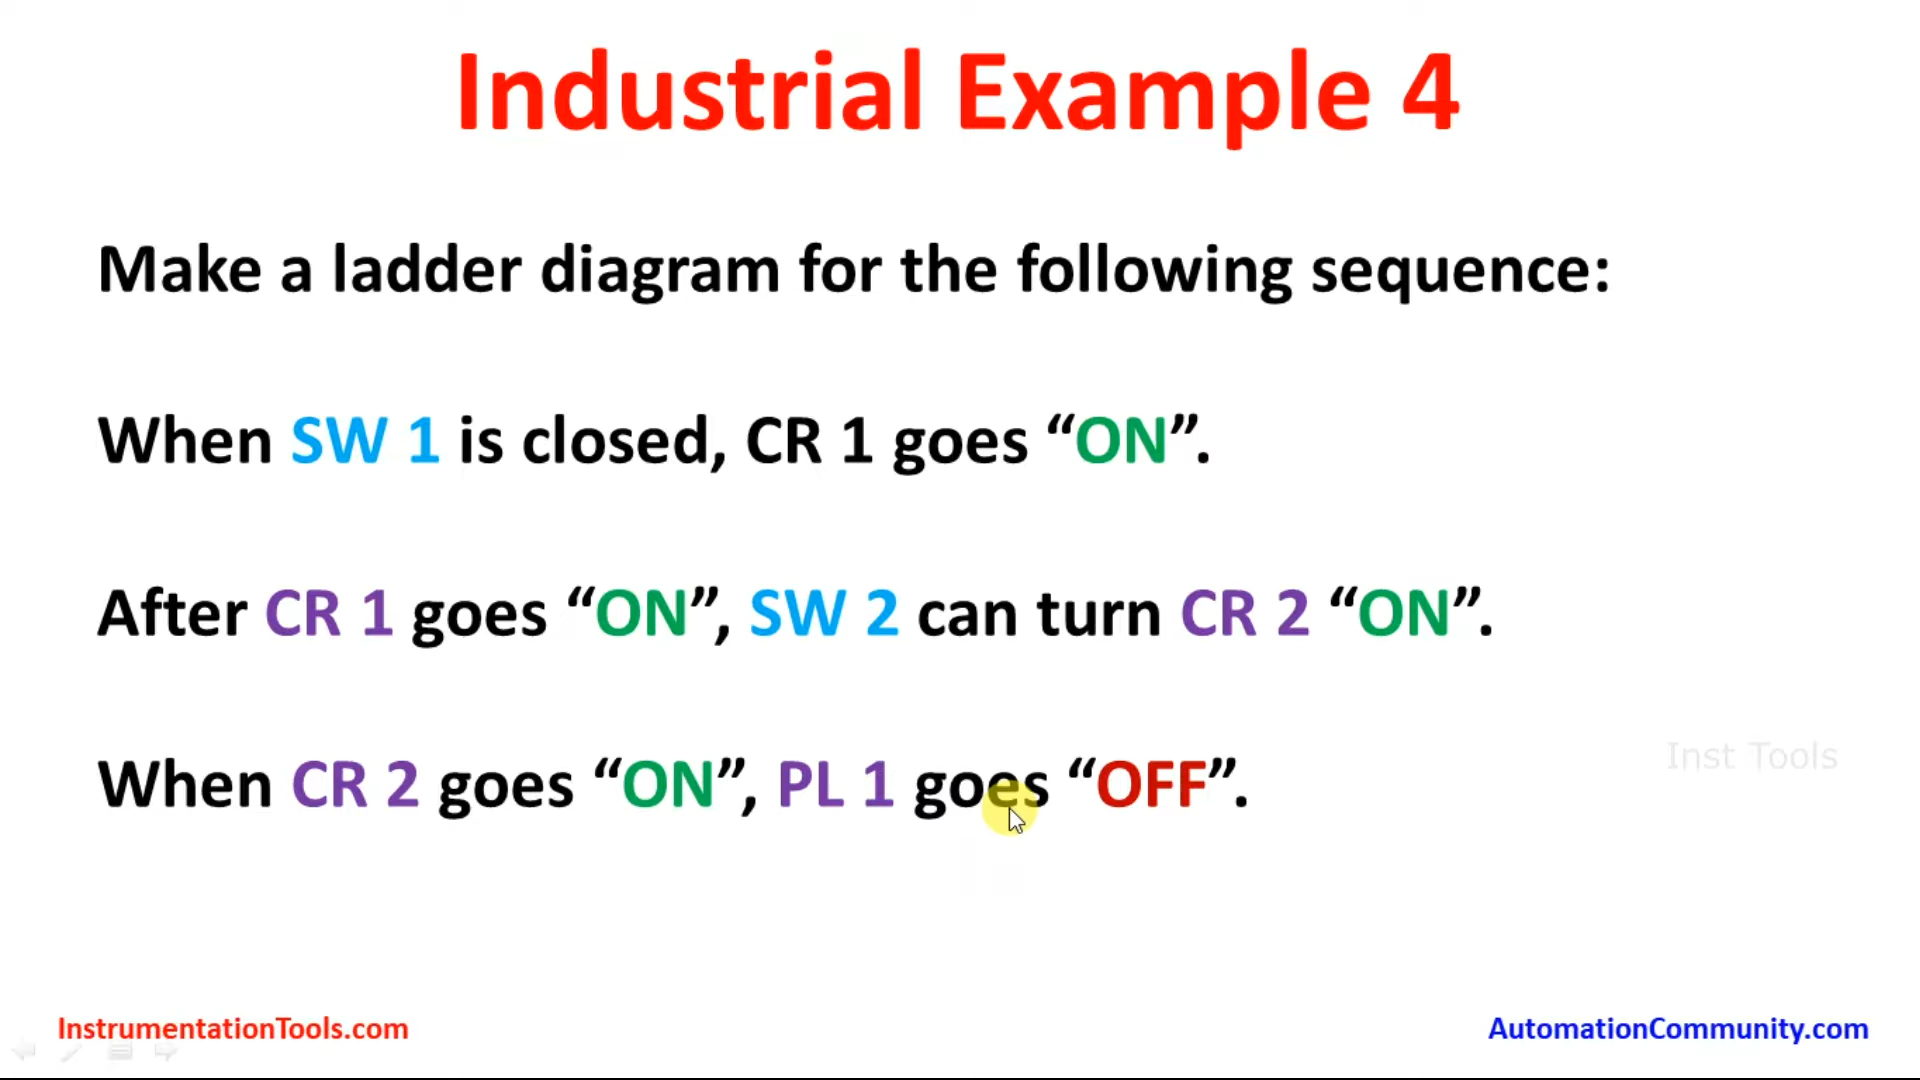 Industrial Example 4
Make a ladder diagram for the following sequence:
When SW 1 is closed, CR 1 goes “ON”.
After CR 1 goes “ON”, SW 2 can turn CR 2 “ON”.
When CR 2 goes “ON”, PL 1 goes “OFF”.
Inst Tools
InstrumentationTools.com
AutomationCommunity.com